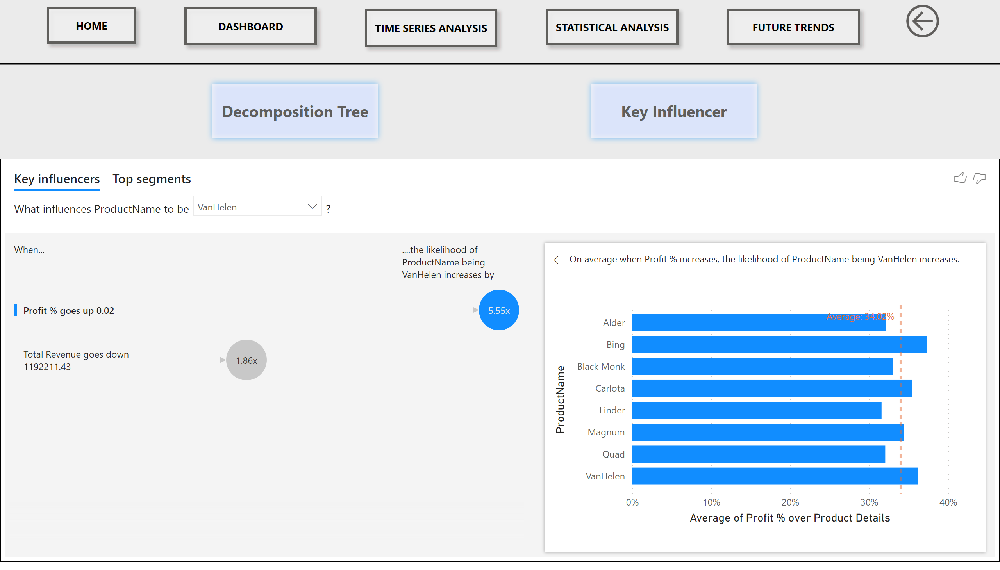 HOME
DASHBOARD
TIME SERIES ANALYSIS
STATISTICAL ANALYSIS
FUTURE TRENDS
Decomposition Tree
Key Influencer
Key influencers
Top segments
What influences ProductName to be
VanHelen
?
When...
....the likelihood of
ProductName being
VanHelen increases by
Profit % goes up 0.02
5.55x
Total Revenue goes down
1192211.43
1.86x
On average when Profit % increases, the likelihood of ProductName being VanHelen increases.
Average: 34.02%
ProductName
Alder
Bing
Black Monk
Carlota
Linder
Magnum
Quad
VanHelen
0%
10%
20%
30%
40%
Average of Profit % over Product Details